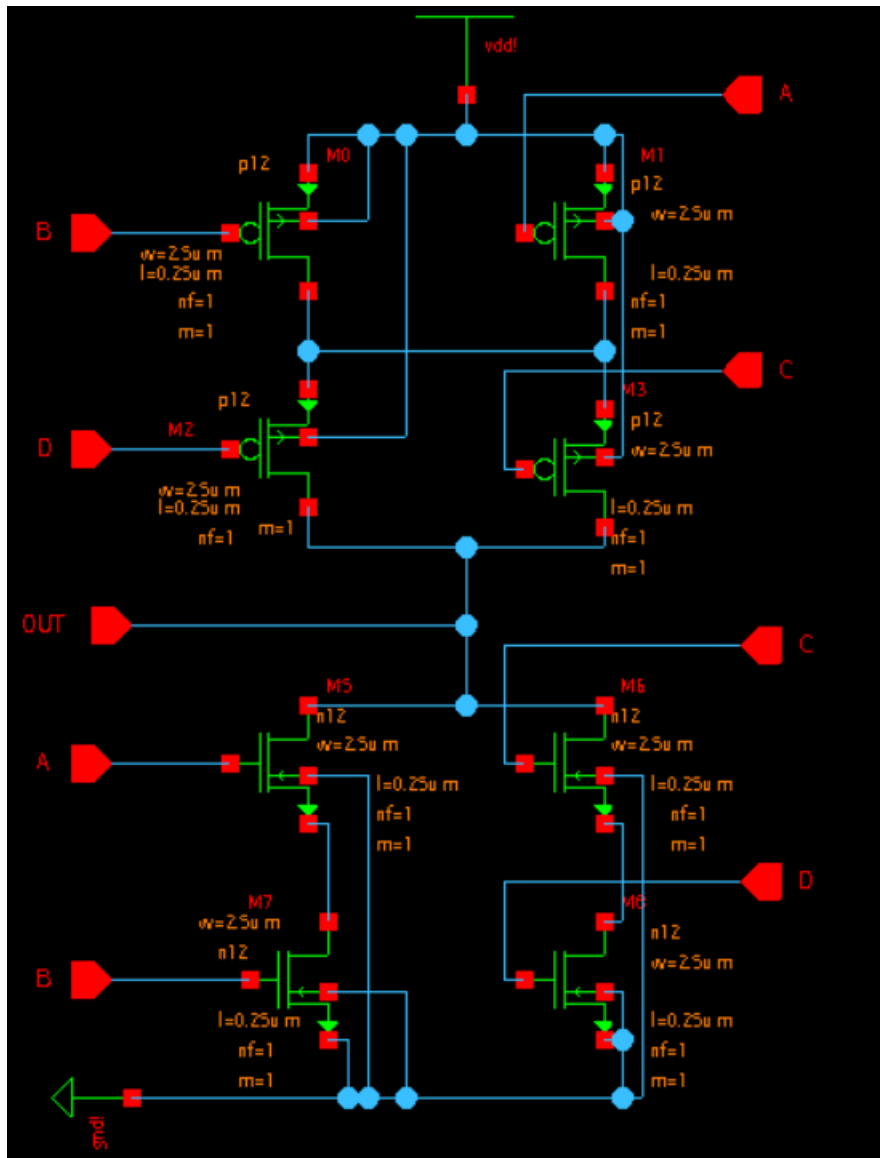 vdd!
A
M0
M1
p12
p12
w=2.5u m
B
w=2.5u m
l=0.25u m
l=0.25u m
nf=1
nf=1
m=1
m=1
C
M3
p12
p12
D
M2
w=2.5u m
w=2.5u m
l=0.25u m
l=0.25u m
nf=1
m=1
nf=1
m=1
OUT
C
M5
M6
n12
n12
w=2.5u m
w=2.5u m
A
l=0.25u m
l=0.25u m
nf=1
nf=1
m=1
m=1
D
M7
M8
w=2.5u m
n12
n12
w=2.5u m
B
l=0.25u m
l=0.25u m
nf=1
nf=1
m=1
m=1
gnd!